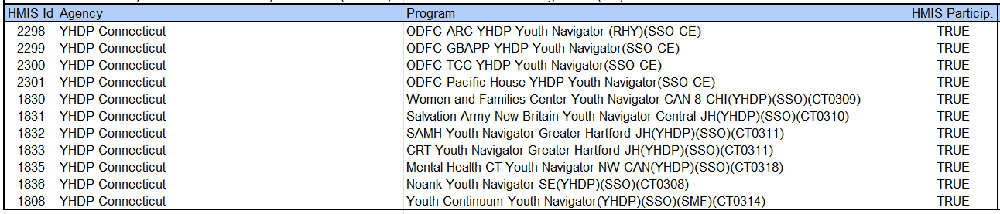 HMIS Id Agency Program HMIS Particip.
2298 YHDP Connecticut ODFC-ARC YHDP Youth Navigator (RHY)(SSO-CE) TRUE
2299 YHDP Connecticut ODFC-GBAPP YHDP Youth Navigator(SSO-CE) TRUE
2300 YHDP Connecticut ODFC-TCC YHDP Youth Navigator(SSO-CE) TRUE
2301 YHDP Connecticut ODFC-Pacific House YHDP Youth Navigator(SSO-CE) TRUE
1830 YHDP Connecticut Women and Families Center Youth Navigator CAN 8-CHI(YHDP)(SSO)(CT0309) TRUE
1831 YHDP Connecticut Salvation Army New Britain Youth Navigator Central-JH(YHDP)(SSO)(CT0310) TRUE
1832 YHDP Connecticut SAMH Youth Navigator Greater Hartford-JH(YHDP)(SSO)(CT0311) TRUE
1833 YHDP Connecticut CRT Youth Navigator Greater Hartford-JH(YHDP)(SSO)(CT0311) TRUE
1835 YHDP Connecticut Mental Health CT Youth Navigator NW CAN(YHDP)(SSO)(CT0318) TRUE
1836 YHDP Connecticut Noank Youth Navigator SE(YHDP)(SSO)(CT0308) TRUE
1808 YHDP Connecticut Youth Continuum-Youth Navigator(YHDP)(SSO)(SMF)(CT0314) TRUE